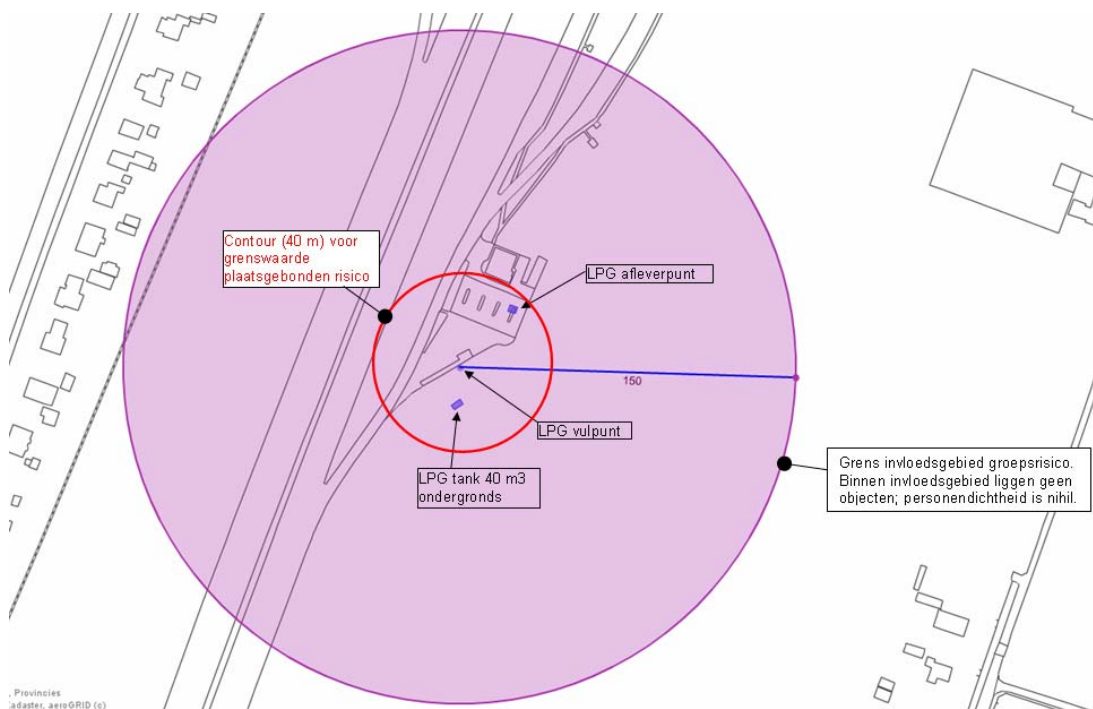 Contour (40 m) voor
grenswaarde
plaatsgebonden risico
LPG afleverpunt
150
LPG vulpunt
LPG tank 40 m3
ondergronds
Grens invloedsgebied groepsrisico.
Binnen invloedsgebied liggen geen
objecten; personendichtheid is nihil.
, Provincies
adaster, aeroGRID (c)